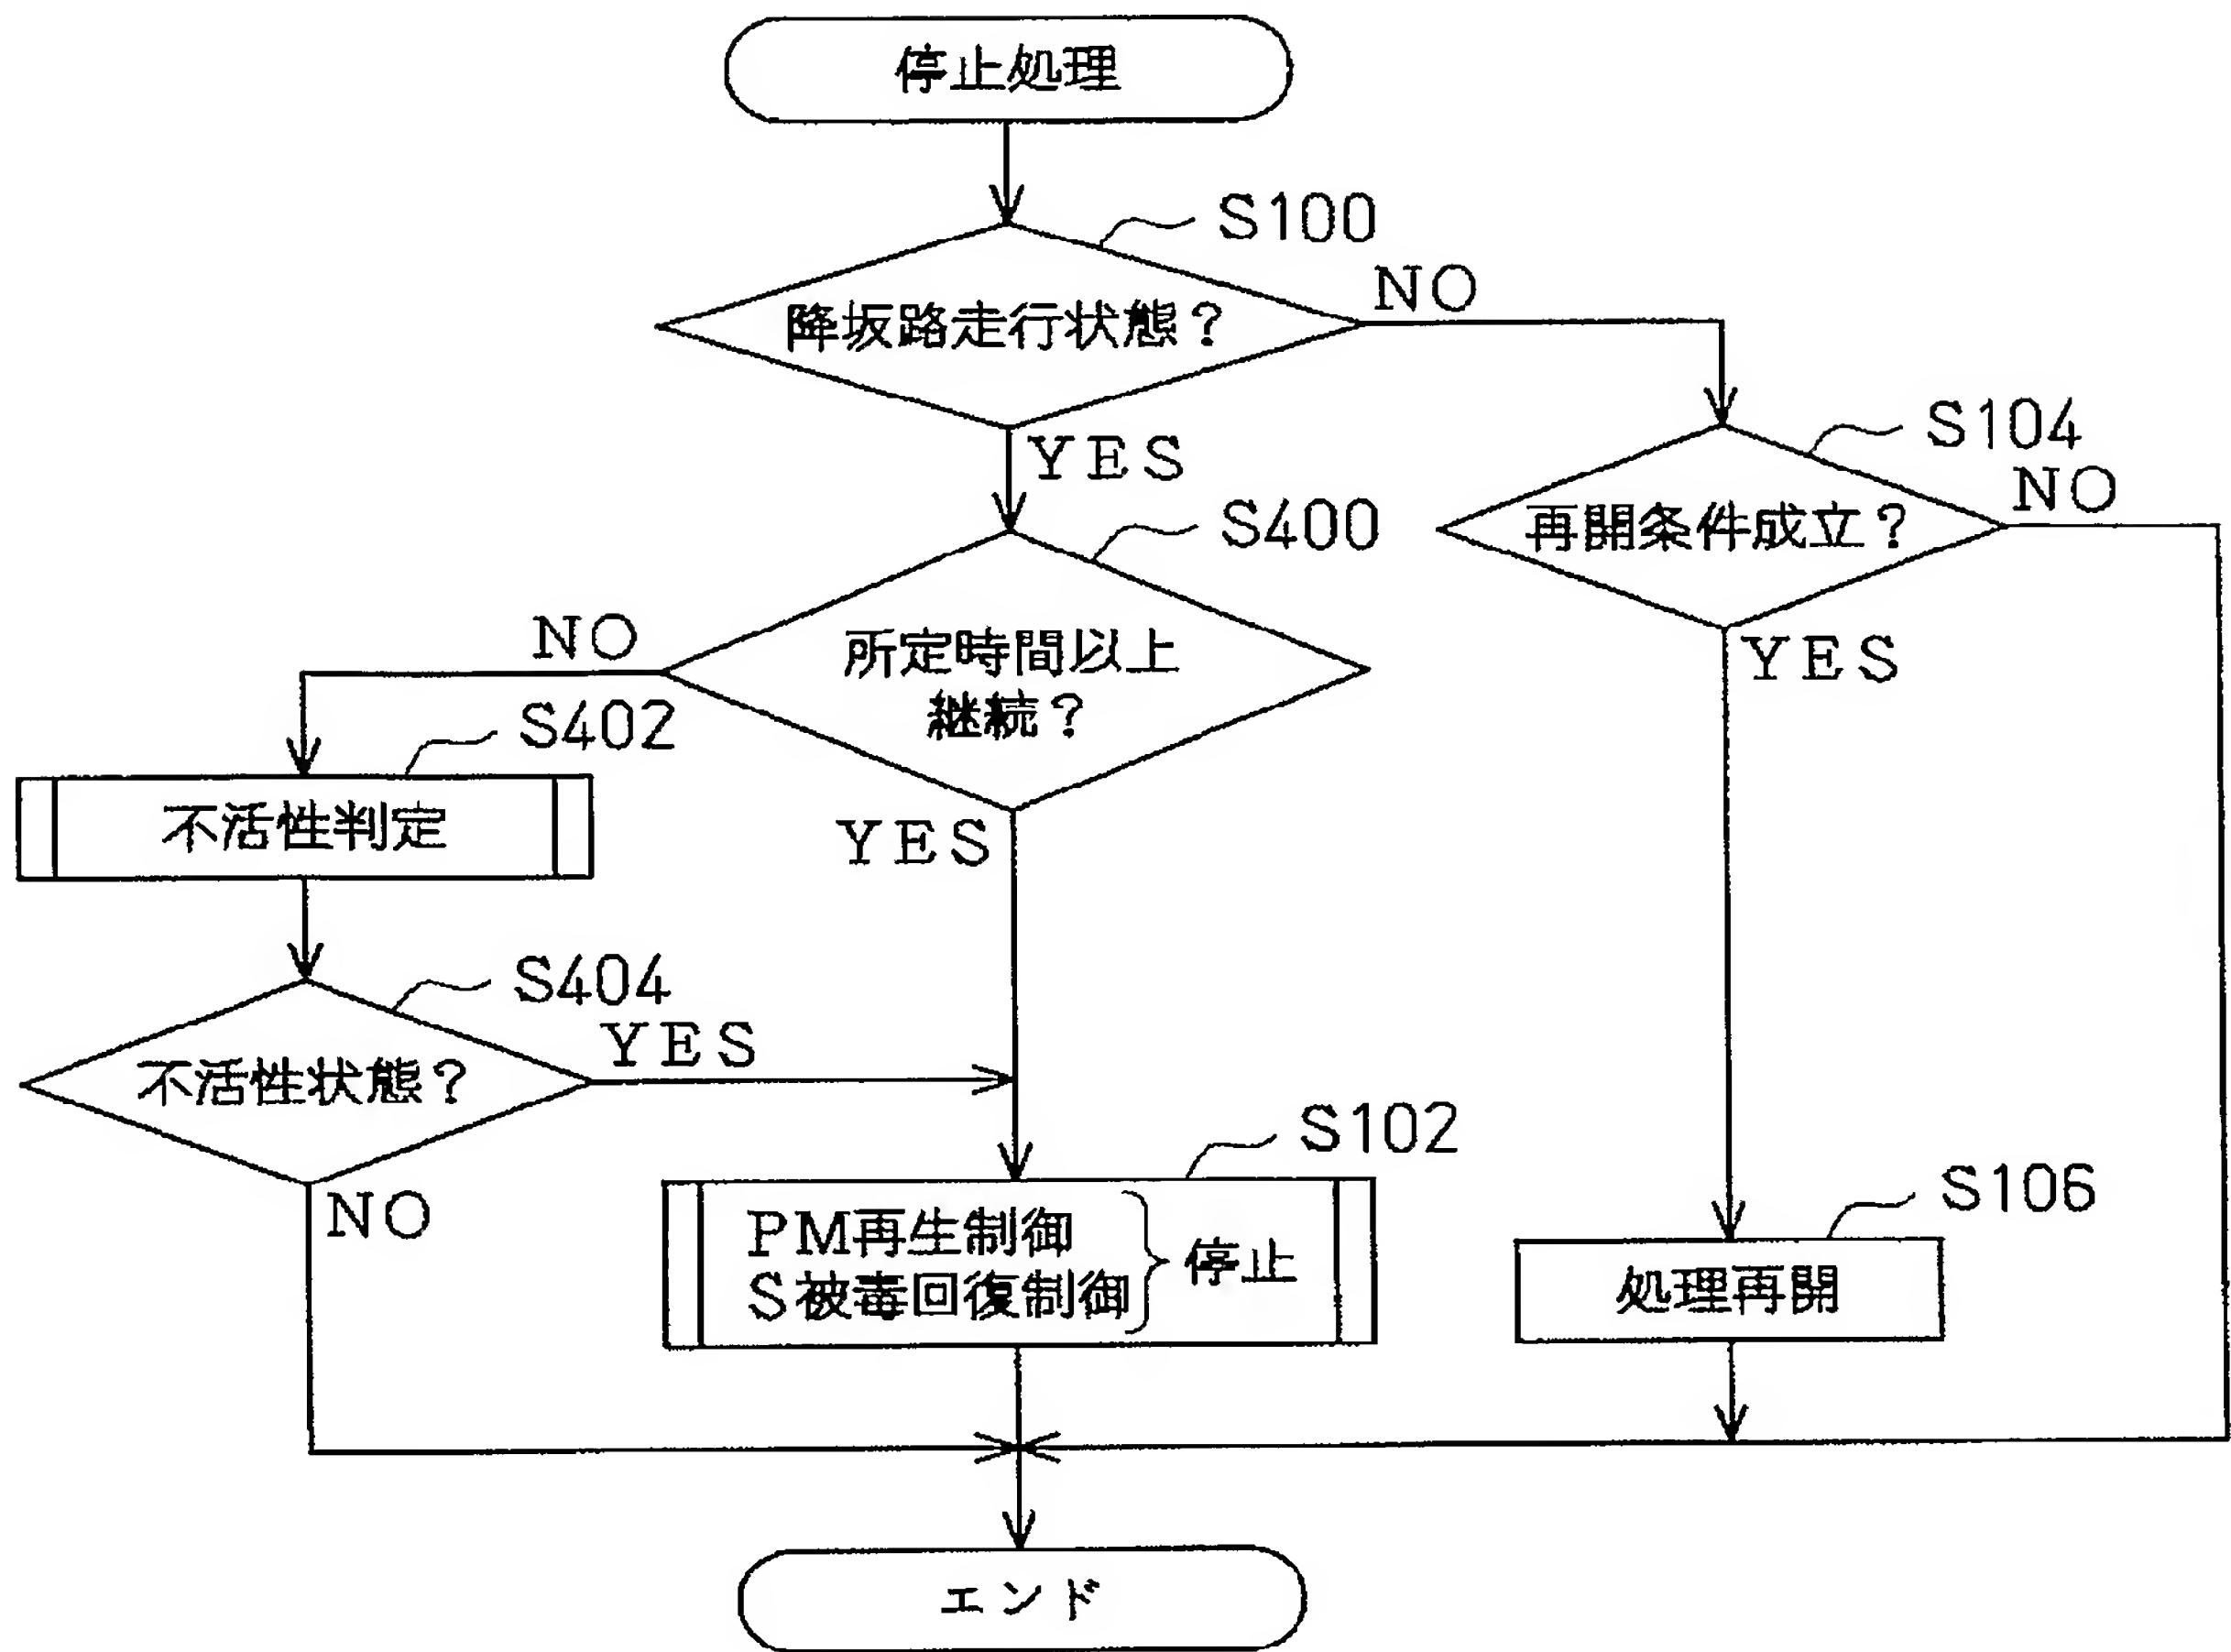 停止処理
S100
降坂路走行状態？
NO
YES
S104
再開条件成立？
NO
YES
S400
所定時間以上
継続？
NO
YES
S402
不活性判定
S404
不活性状態？
YES
NO
S102
PM再生制御
S被毒回復制御
停止
S106
処理再開
エンド